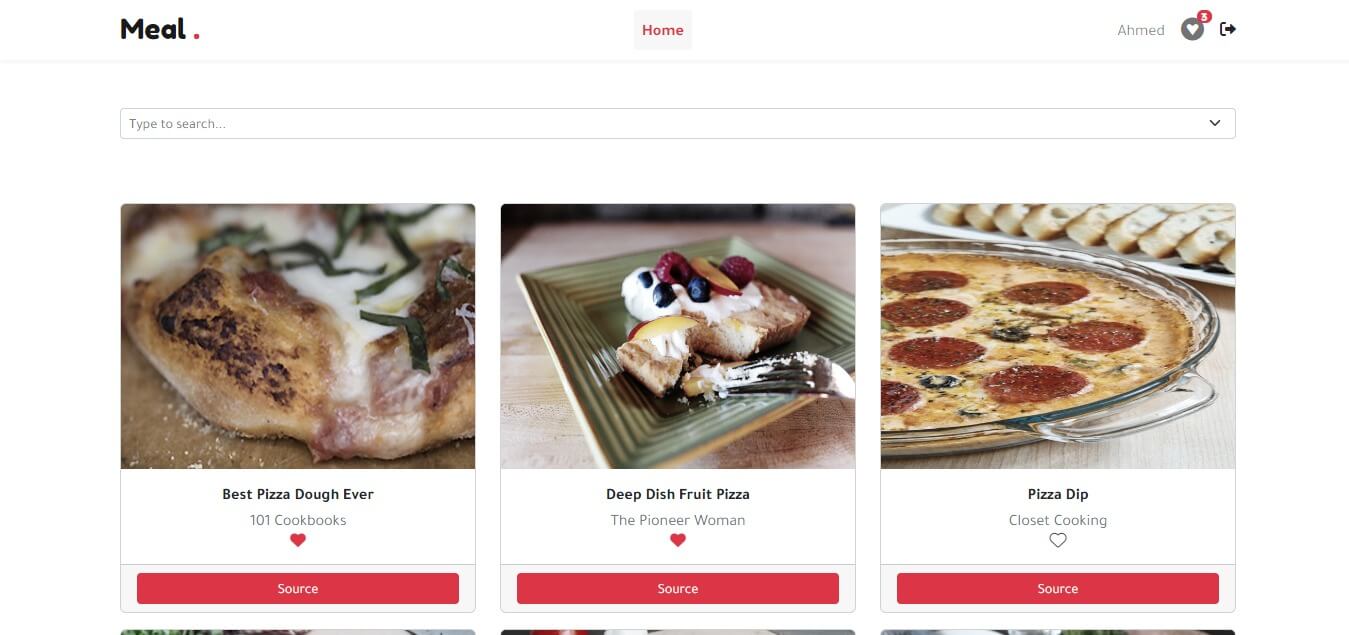 Meal .
Home
Ahmed
3
Type to search...
Best Pizza Dough Ever
101 Cookbooks
Source
Deep Dish Fruit Pizza
The Pioneer Woman
Source
Pizza Dip
Closet Cooking
Source